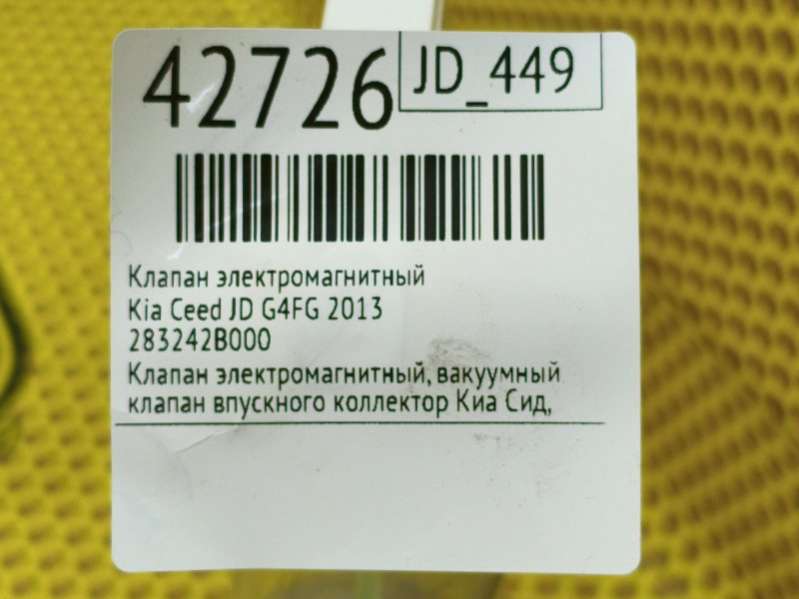 42726
JD_449
Клапан электромагнитный
Kia Ceed JD G4FG 2013
283242B000
Клапан электромагнитный, вакуумный
клапан впускного коллектор Киа Сид,